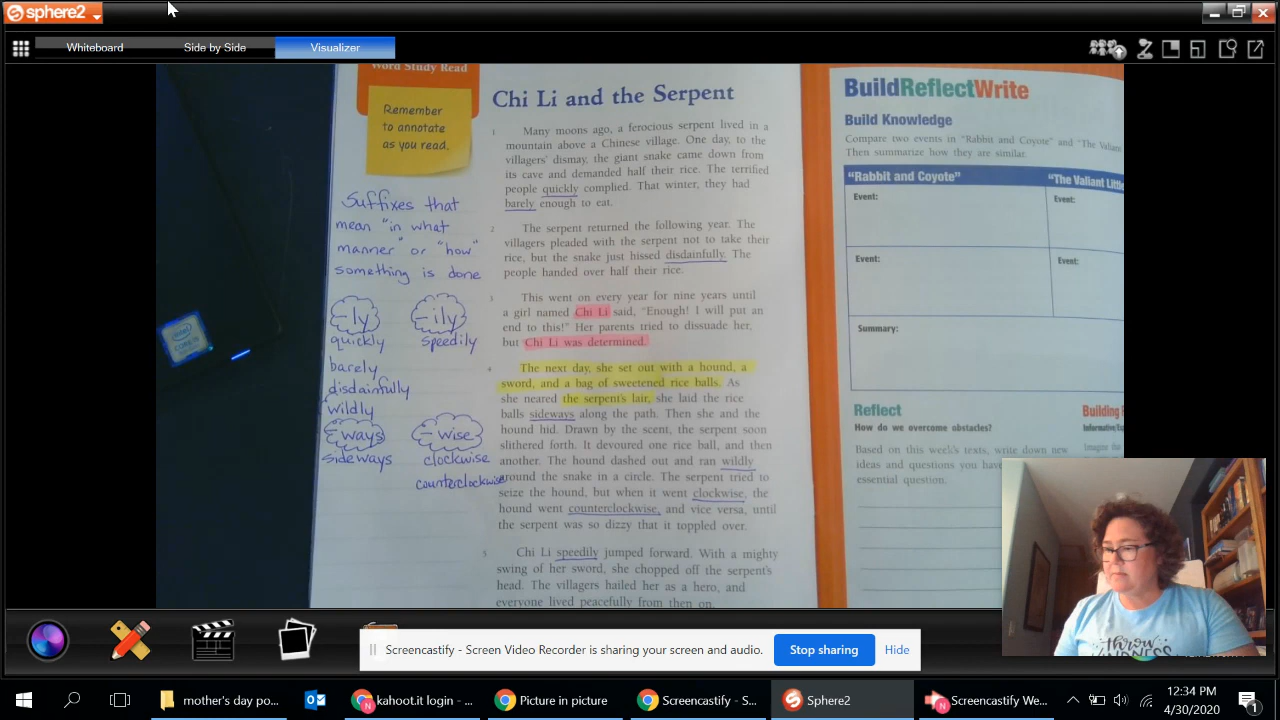 sphere2
Whiteboard
Side by Side
Visualizer
Word Study Read
Remember
to annotate
as you read.
Suffixes that
mean "in what
manner" or "how"
something is done
-ly
-ily
quickly
speedily
barely
disdainfully
wildly
-ways
-wise
sideways
clockwise
counterclockwise
Chi Li and the Serpent
1
Many moons ago, a ferocious serpent lived in a
mountain above a Chinese village. One day, to the
villagers' dismay, the giant snake came down from
its cave and demanded half their rice. The terrified
people quickly complied. That winter, they had
barely enough to eat.
2
The serpent returned the following year. The
villagers pleaded with the serpent not to take their
rice, but the snake just hissed disdainfully. The
people handed over half their rice.
3
This went on every year for nine years until
a girl named Chi Li said, "Enough! I will put an
end to this!" Her parents tried to dissuade her,
but Chi Li was determined.
4
The next day, she set out with a hound, a
sword, and a bag of sweetened rice balls. As
she neared the serpent's lair, she laid the rice
balls sideways along the path. Then she and the
hound hid. Drawn by the scent, the serpent soon
slithered forth. It devoured one rice ball, and then
another. The hound dashed out and ran wildly
around the snake in a circle. The serpent tried to
seize the hound, but when it went clockwise, the
hound went counterclockwise, and vice versa, until
the serpent was so dizzy that it toppled over.
5
Chi Li speedily jumped forward. With a mighty
swing of her sword, she chopped off the serpent's
head. The villagers hailed her as a hero, and
everyone lived peacefully from then on.
BuildReflectWrite
Build Knowledge
Compare two events in "Rabbit and Coyote" and "The Valiant
Then summarize how they are similar.
"Rabbit and Coyote"
"The Valiant Litt
Event:
Event:
Event:
Event:
Summary:
Reflect
How do we overcome obstacles?
Based on this week's texts, write down new
ideas and questions you have
essential question.
Building
Informative/Exp
Imagine the
throw
KINDNESS
Screencastify - Screen Video Recorder is sharing your screen and audio.
Stop sharing
Hide
mother's day po...
kahoot.it login - ...
Picture in picture
Screencastify - S...
Sphere2
Screencastify We...
12:34 PM
4/30/2020
1